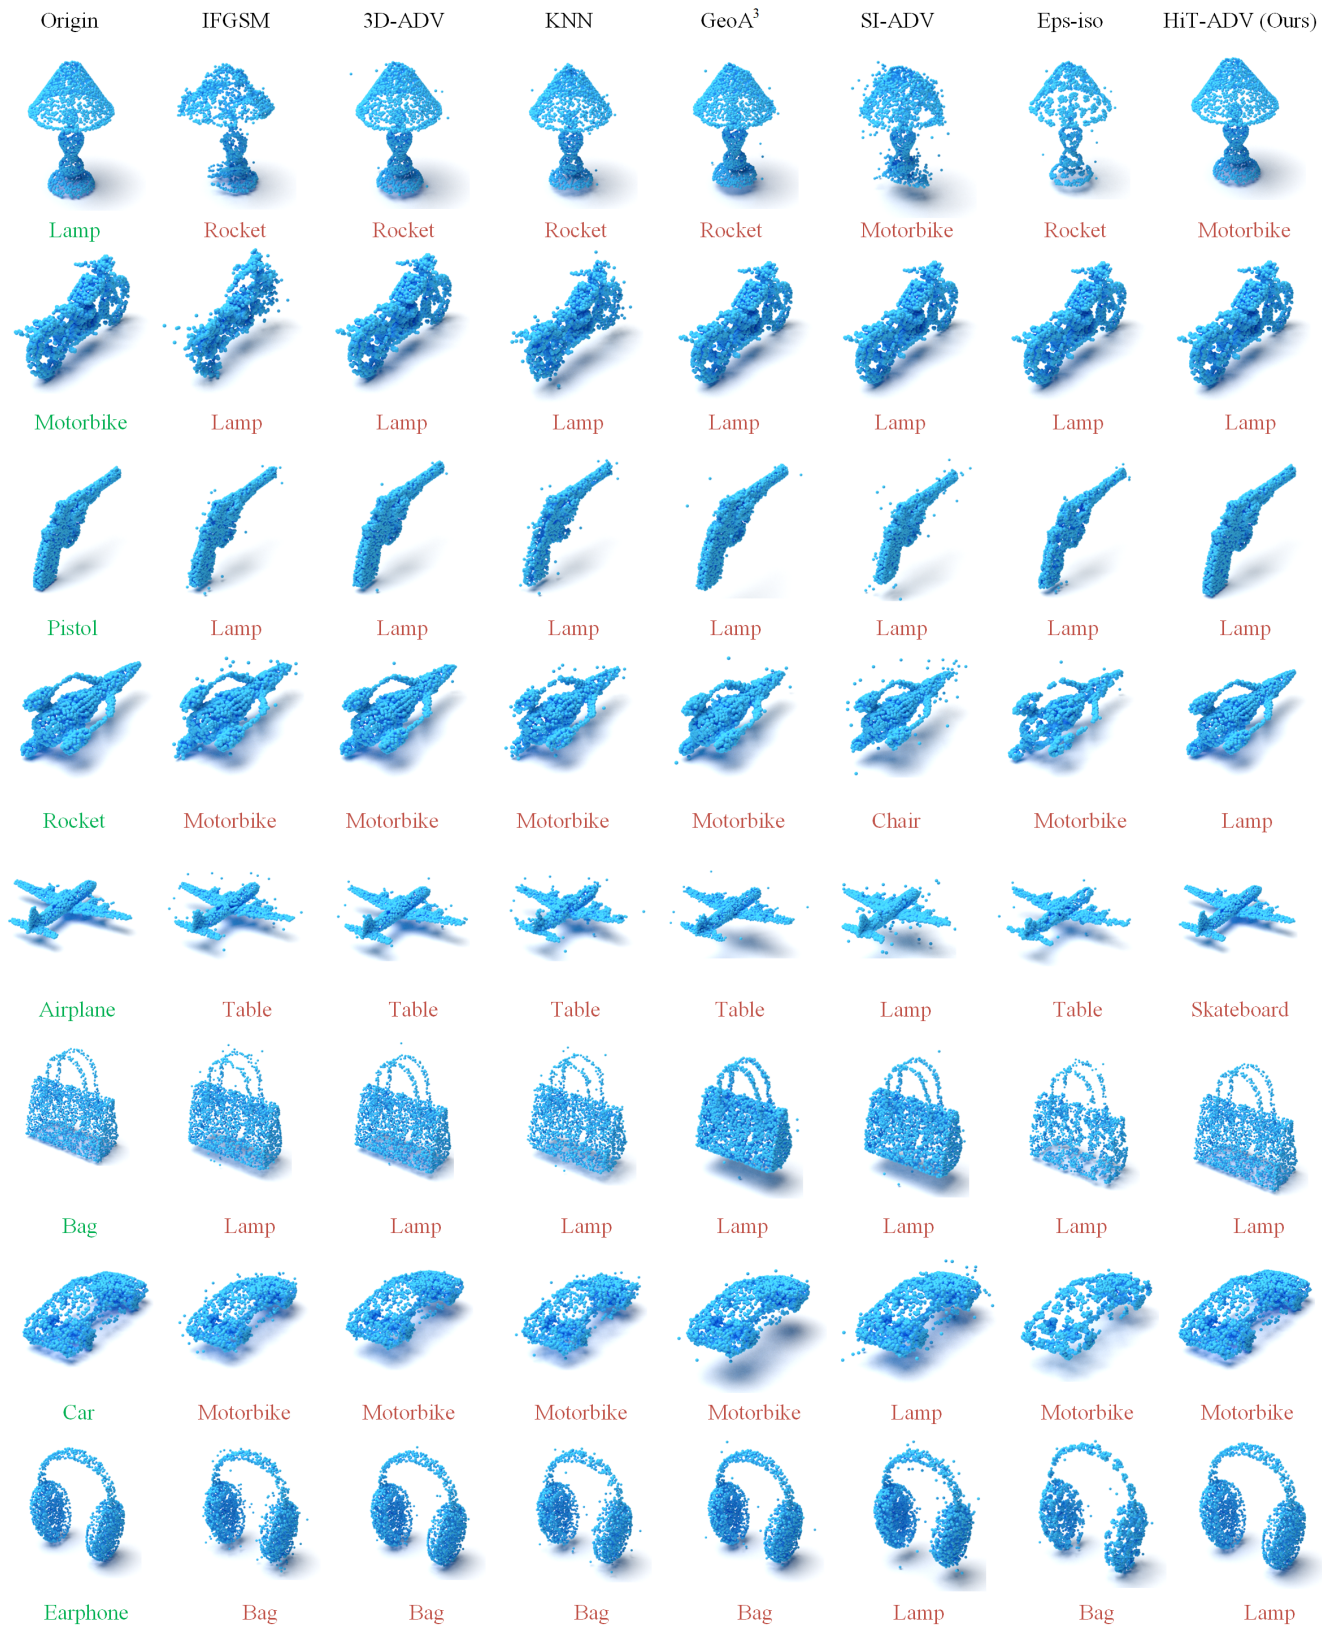 Origin IFGSM 3D-ADV KNN GeoA³ SI-ADV Eps-iso HiT-ADV (Ours)
Lamp Rocket Rocket Rocket Rocket Motorbike Rocket Motorbike
Motorbike Lamp Lamp Lamp Lamp Lamp Lamp Lamp
Pistol Lamp Lamp Lamp Lamp Lamp Lamp Lamp
Rocket Motorbike Motorbike Motorbike Motorbike Chair Motorbike Lamp
Airplane Table Table Table Table Lamp Table Skateboard
Bag Lamp Lamp Lamp Lamp Lamp Lamp Lamp
Car Motorbike Motorbike Motorbike Motorbike Lamp Motorbike Motorbike
Earphone Bag Bag Bag Bag Lamp Bag Lamp